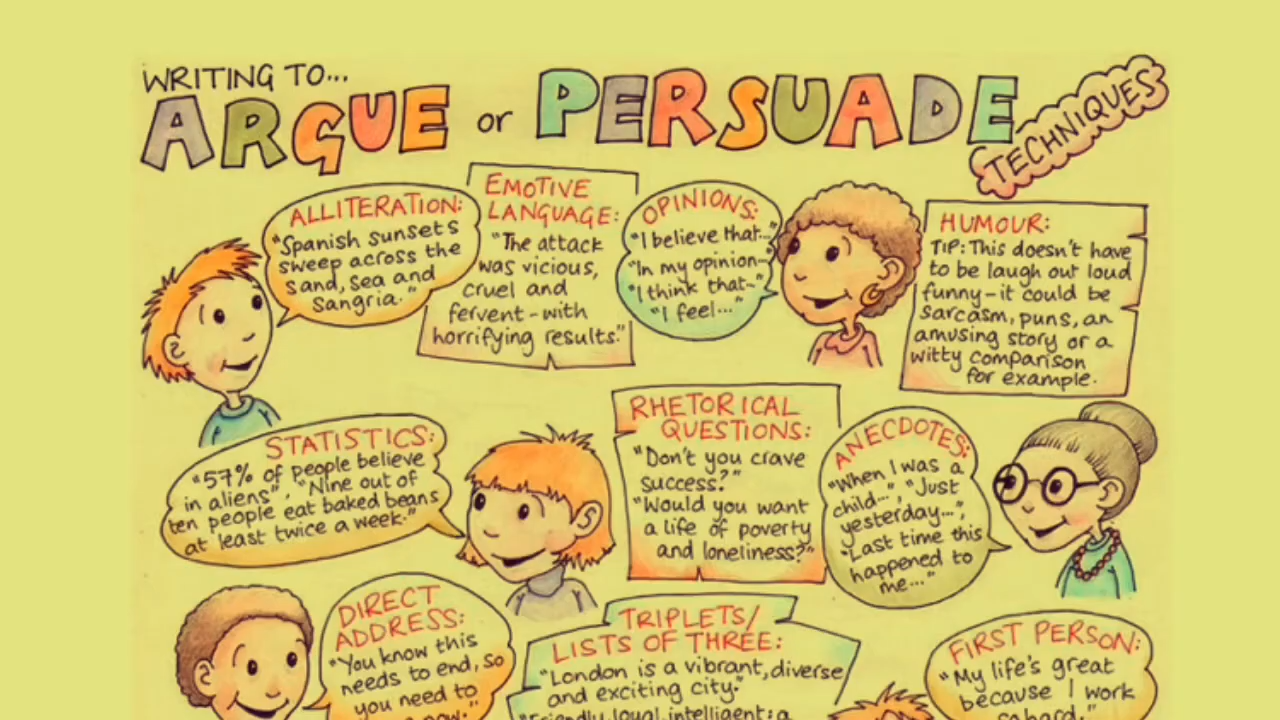 WRITING TO...
ARGUE or PERSUADE
TECHNIQUES
ALLITERATION:
"Spanish sunsets
sweep across the
sand, sea and
sangria."
EMOTIVE
LANGUAGE:
"The attack
was vicious,
cruel and
fervent-with
horrifying results."
OPINIONS:
"I believe that..."
"In my opinion-
"I think that-"
"I feel..."
HUMOUR:
TIP: This doesn't have
to be laugh out loud
funny-it could be
sarcasm, puns, an
amusing story or a
witty comparison
for example.
STATISTICS:
"57% of people believe
in aliens", "Nine out of
ten people eat baked beans
at least twice a week."
RHETORICAL
QUESTIONS:
"Don't you crave
success?"
"Would you want
a life of poverty
and loneliness?"
ANECDOTES:
"When I was a
child...", "Just
yesterday...",
"Last time this
happened to
me..."
DIRECT
ADDRESS:
"You know this
needs to end, so
you need to
now."
TRIPLETS/
LISTS OF THREE:
"London is a vibrant, diverse
and exciting city."
"Friendly, loyal, intelligent: a
FIRST PERSON:
"My life's great
because I work
so hard."